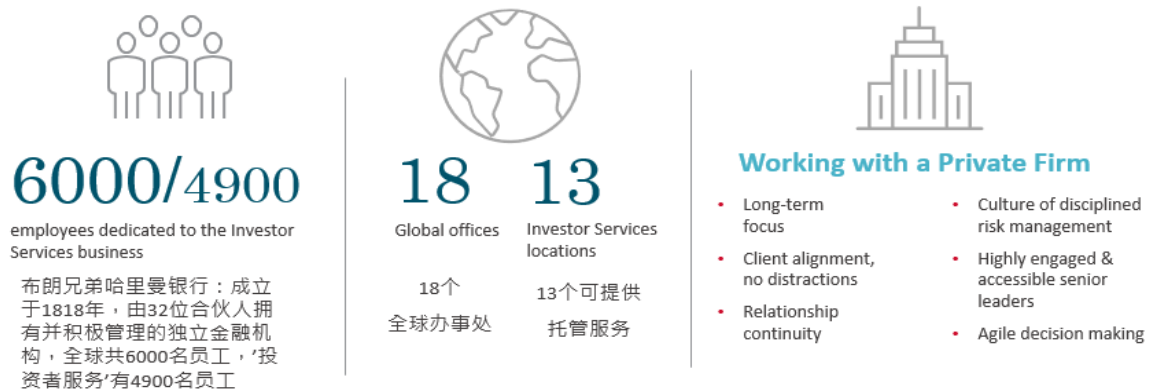 6000/4900
employees dedicated to the Investor
Services business
布朗兄弟哈里曼银行：成立
于1818年，由32位合伙人拥
有并积极管理的独立金融机
构，全球共6000名员工，'投
资者服务'有4900名员工
18
Global offices
18个
全球办事处
13
Investor Services
locations
13个可提供
托管服务
Working with a Private Firm
• Long-term
focus
• Client alignment,
no distractions
• Relationship
continuity
• Culture of disciplined
risk management
• Highly engaged &
accessible senior
leaders
• Agile decision making